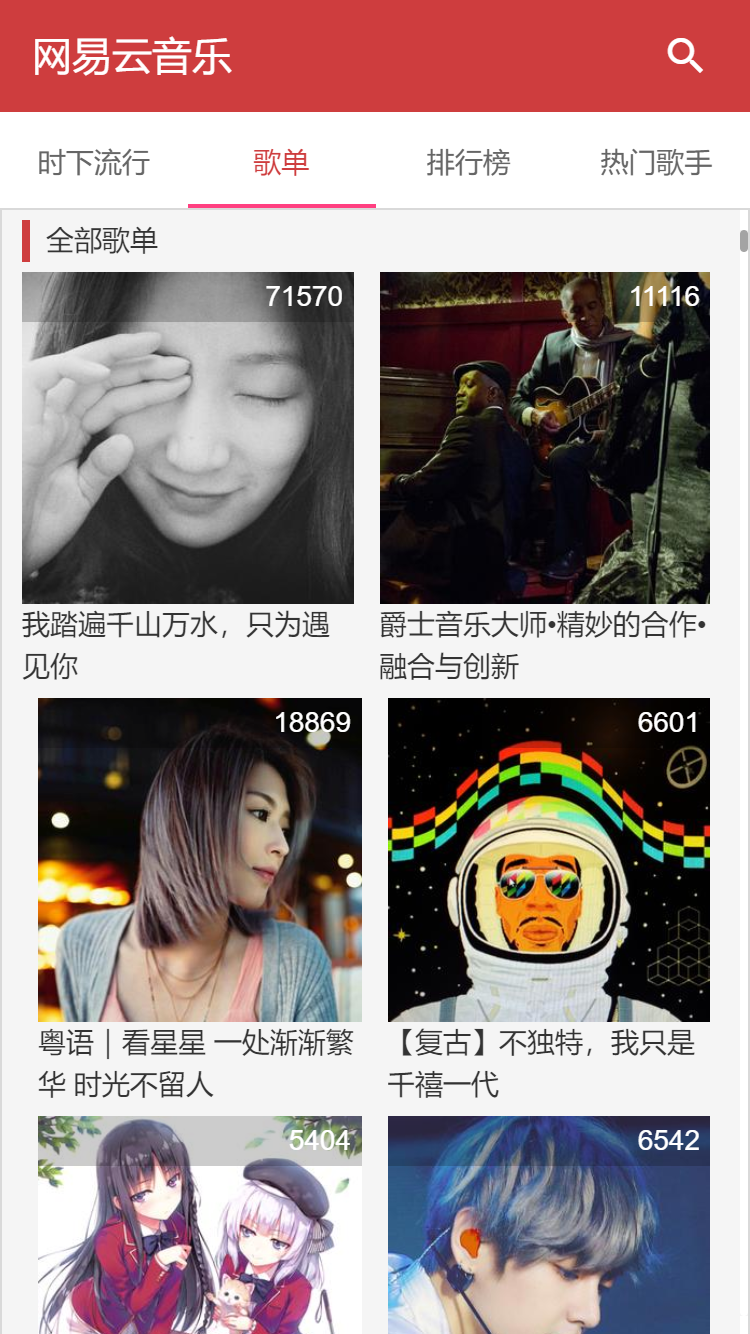 网易云音乐
时下流行 歌单 排行榜 热门歌手
全部歌单
71570
11116
我踏遍千山万水，只为遇
见你
爵士音乐大师•精妙的合作•
融合与创新
18869
6601
粤语｜看星星 一处渐渐繁
华 时光不留人
【复古】不独特，我只是
千禧一代
5404
6542